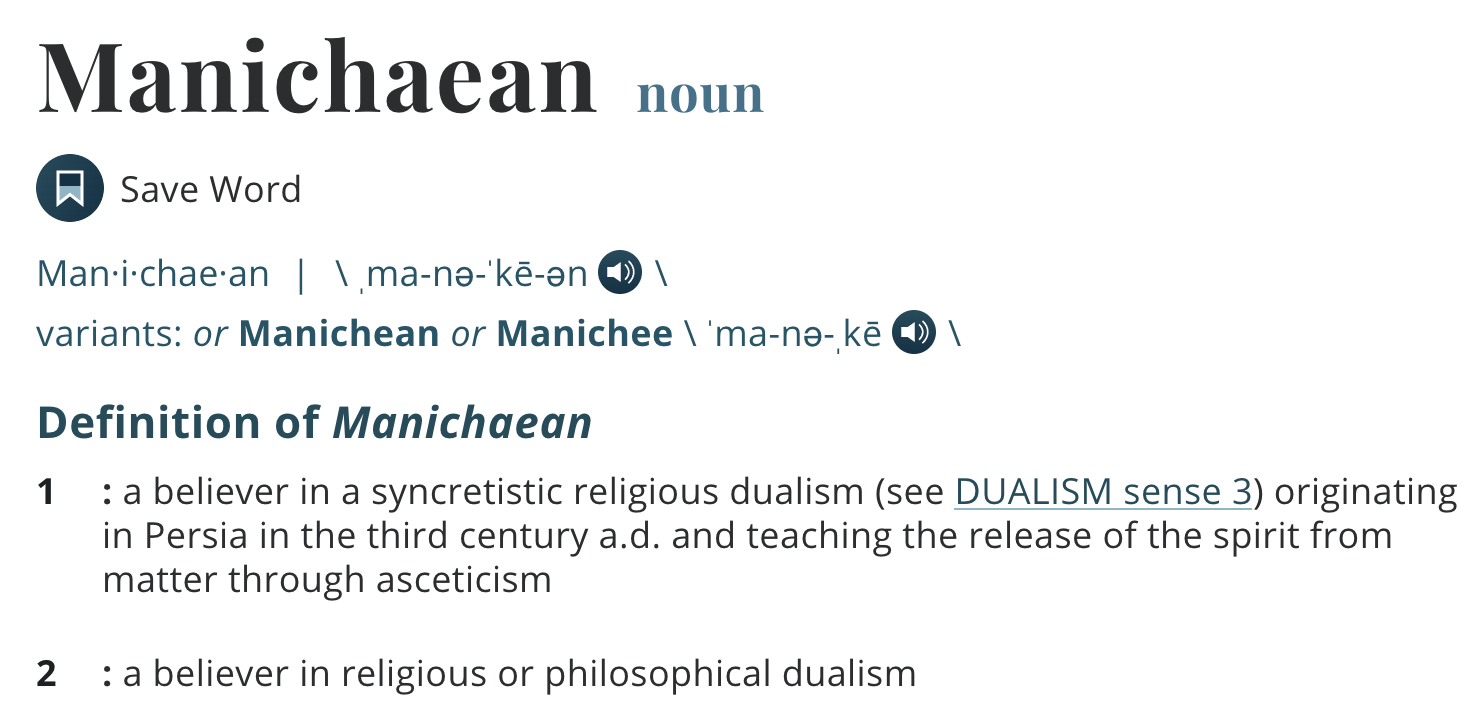 Manichaean noun
Save Word
Man·i·chae·an | \ ˌma-nə-ˈkē-ən \
variants: or Manichean or Manichee \ ˈma-nə-ˌkē \
Definition of Manichaean
1 : a believer in a syncretistic religious dualism (see DUALISM sense 3) originating
in Persia in the third century a.d. and teaching the release of the spirit from
matter through asceticism
2 : a believer in religious or philosophical dualism